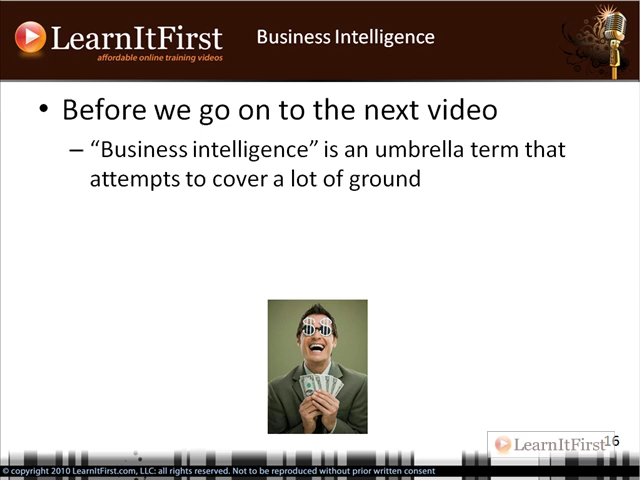 LearnItFirst
affordable online training videos
Business Intelligence
• Before we go on to the next video
– “Business intelligence” is an umbrella term that
attempts to cover a lot of ground
$ $
LearnItFirst
16
© copyright 2010 LearnItFirst.com, LLC: all rights reserved. Not to be reproduced without prior written consent